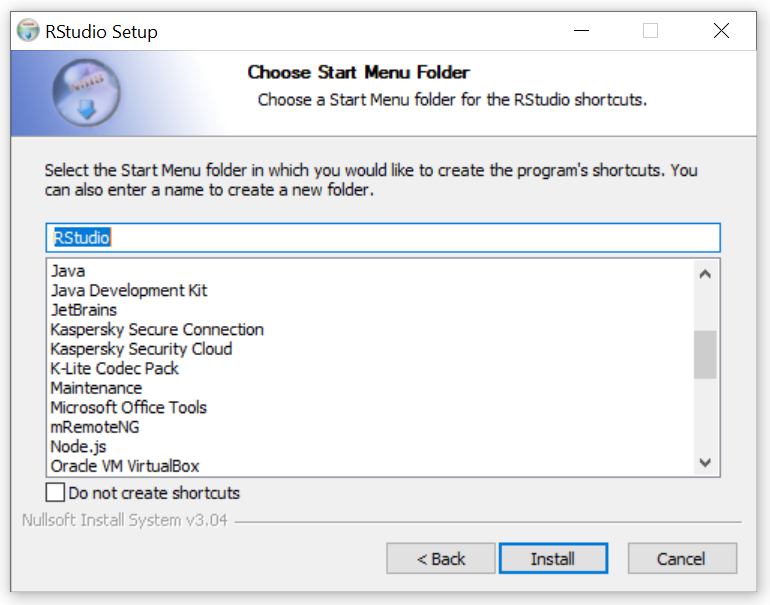 RStudio Setup
Choose Start Menu Folder
Choose a Start Menu folder for the RStudio shortcuts.
Select the Start Menu folder in which you would like to create the program's shortcuts. You
can also enter a name to create a new folder.
RStudio
Java
Java Development Kit
JetBrains
Kaspersky Secure Connection
Kaspersky Security Cloud
K-Lite Codec Pack
Maintenance
Microsoft Office Tools
mRemoteNG
Node.js
Oracle VM VirtualBox
Do not create shortcuts
Nullsoft Install System v3.04
< Back Install Cancel